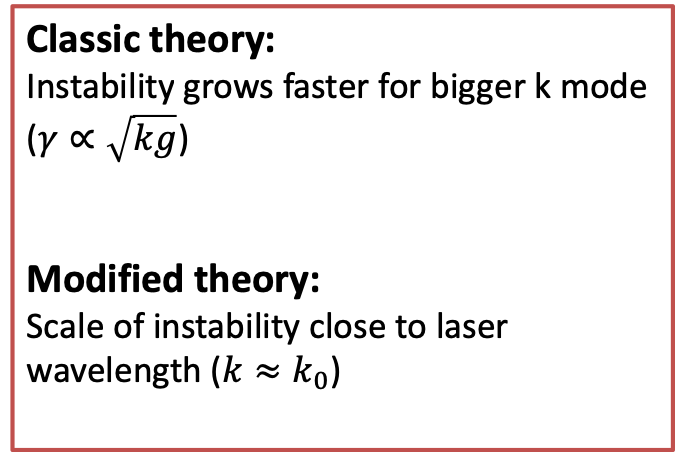 Classic theory:
Instability grows faster for bigger k mode
(γ ∝ √kg)
Modified theory:
Scale of instability close to laser
wavelength (k ≈ k₀)